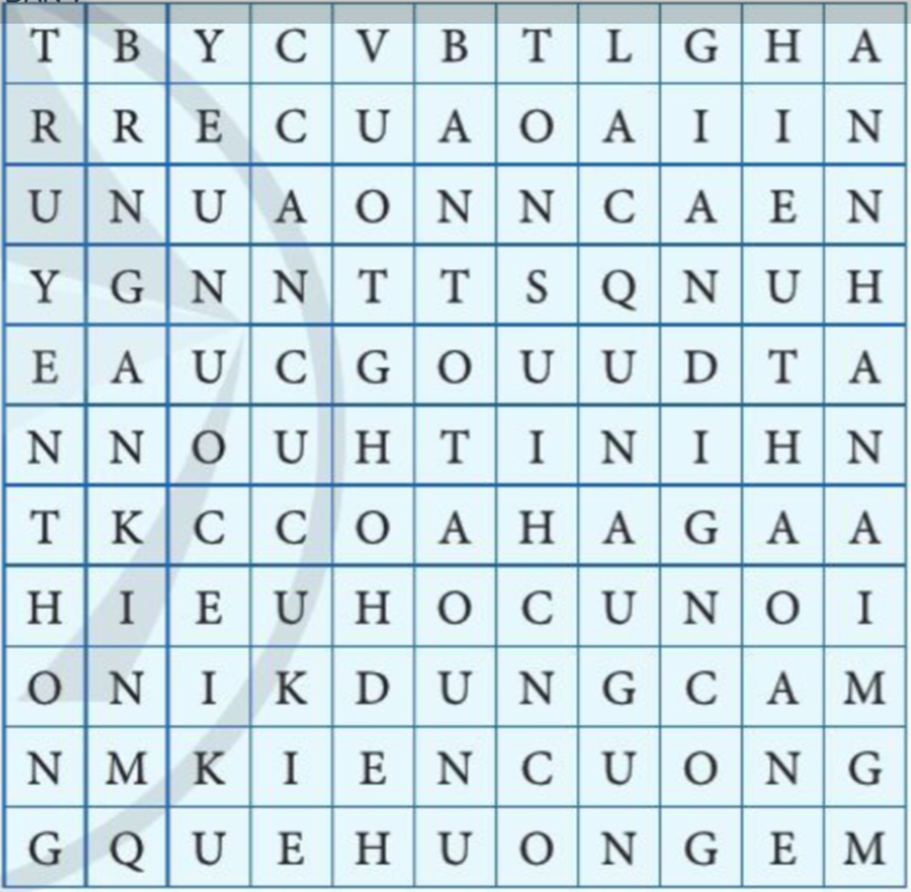 T B Y C V B T L G H A
R R E C U A O A I I N
U N U A O N N C A E N
Y G N N T T S Q N U H
E A U C G O U U D T A
N N O U H T I N I H N
T K C C O A H A G A A
H I E U H O C U N O I
O N I K D U N G C A M
N M K I E N C U O N G
G Q U E H U O N G E M